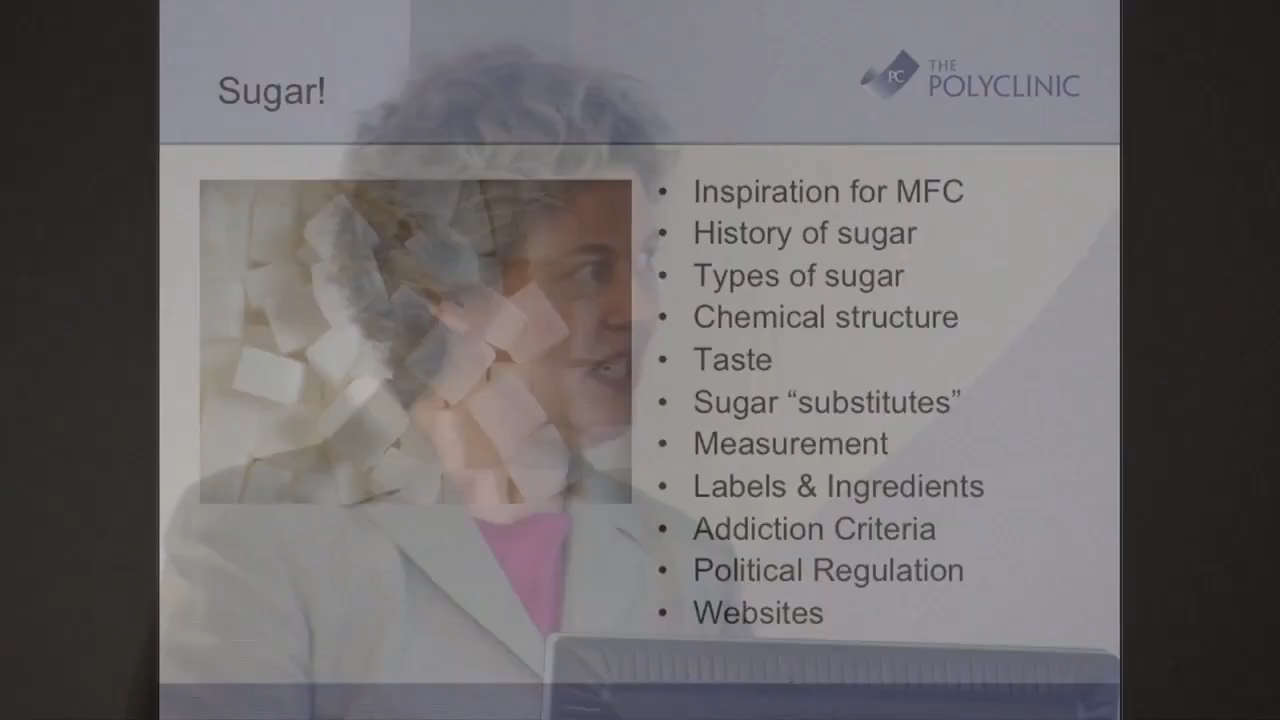 Sugar!
PC
THE
POLYCLINIC
• Inspiration for MFC
• History of sugar
• Types of sugar
• Chemical structure
• Taste
• Sugar “substitutes”
• Measurement
• Labels & Ingredients
• Addiction Criteria
• Political Regulation
• Websites